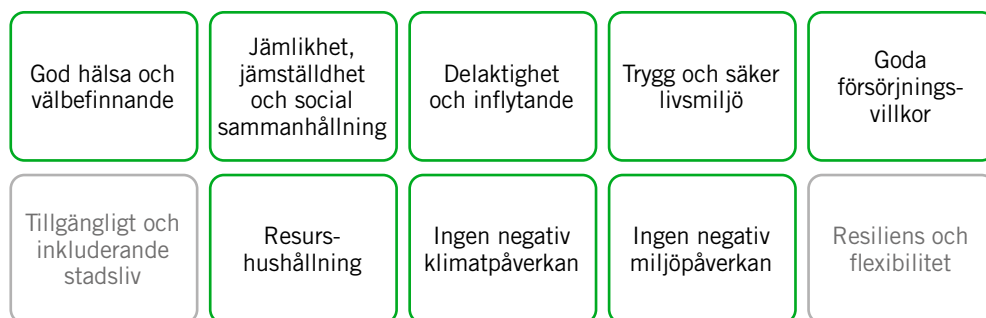 God hälsa och
välbefinnande
Jämlikhet,
jämställdhet
och social
sammanhållning
Delaktighet
och inflytande
Trygg och säker
livsmiljö
Goda
försörjnings-
villkor
Tillgängligt och
inkluderande
stadsliv
Resurs-
hushållning
Ingen negativ
klimatpåverkan
Ingen negativ
miljöpåverkan
Resiliens och
flexibilitet